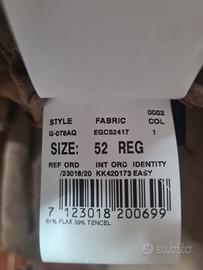 0002
STYLE FABRIC COL
G-078AQ EGC52417 1
SIZE: 52 REG
REF ORD INT ORD IDENTITY
/23018/20 KK420173 EASY
7 123018 200699
61% FLAX 39% TENCEL
subito